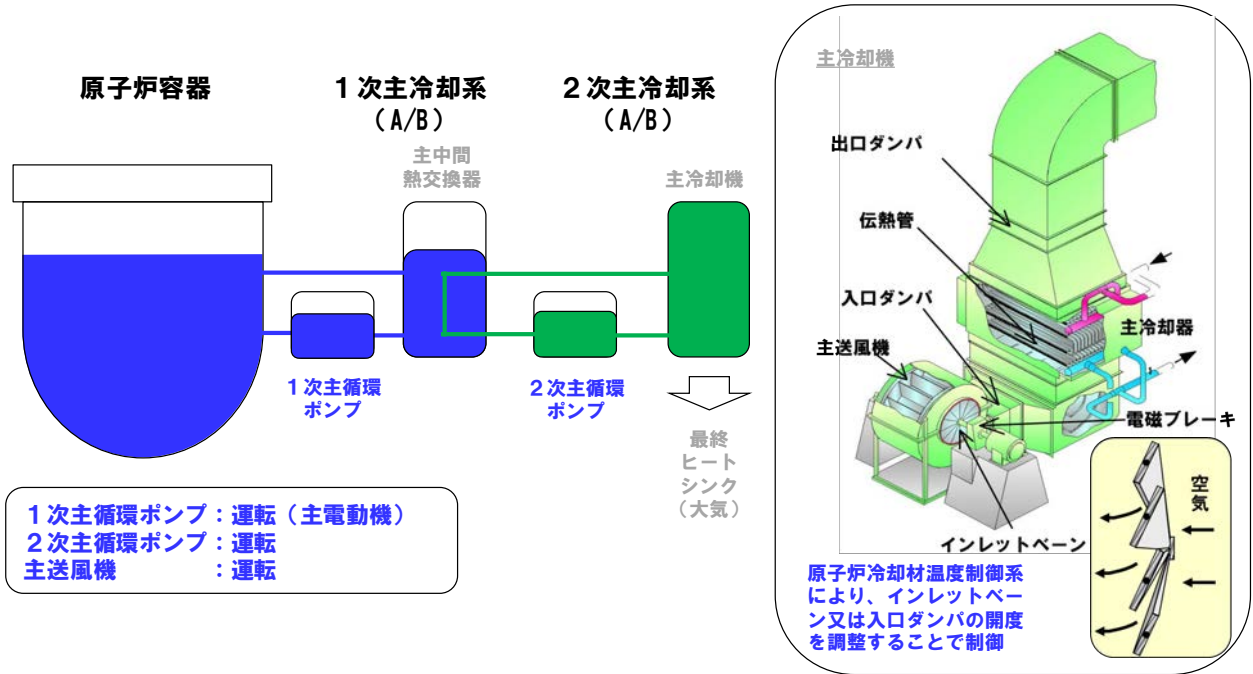 原子炉容器
１次主冷却系
（A/B）
２次主冷却系
（A/B）
主中間
熱交換器
主冷却機
１次主循環
ポンプ
２次主循環
ポンプ
最終
ヒート
シンク
（大気）
１次主循環ポンプ：運転（主電動機）
２次主循環ポンプ：運転
主送風機　　　　：運転
主冷却機
出口ダンパ
伝熱管
入口ダンパ
主冷却器
主送風機
電磁ブレーキ
インレットベーン
空気
原子炉冷却材温度制御系
により、インレットベー
ン又は入口ダンパの開度
を調整することで制御